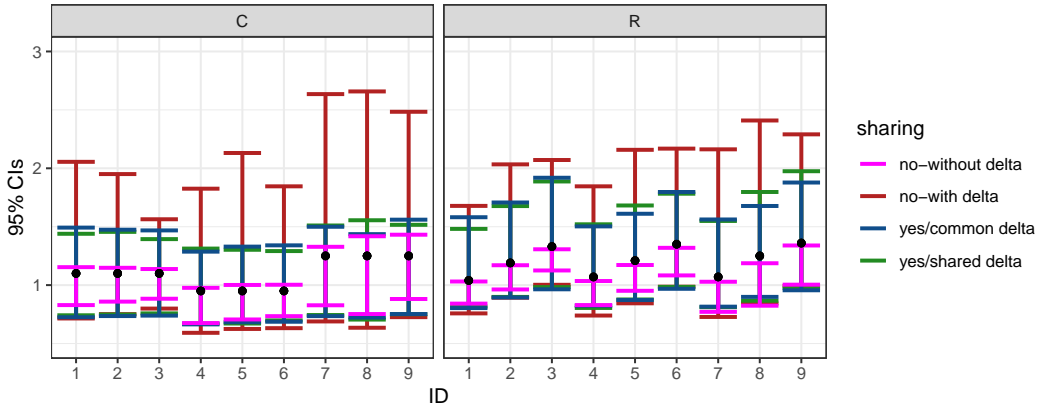 C
R
3
2
1
95% CIs
1 2 3 4 5 6 7 8 9
1 2 3 4 5 6 7 8 9
ID
sharing
no−without delta
no−with delta
yes/common delta
yes/shared delta